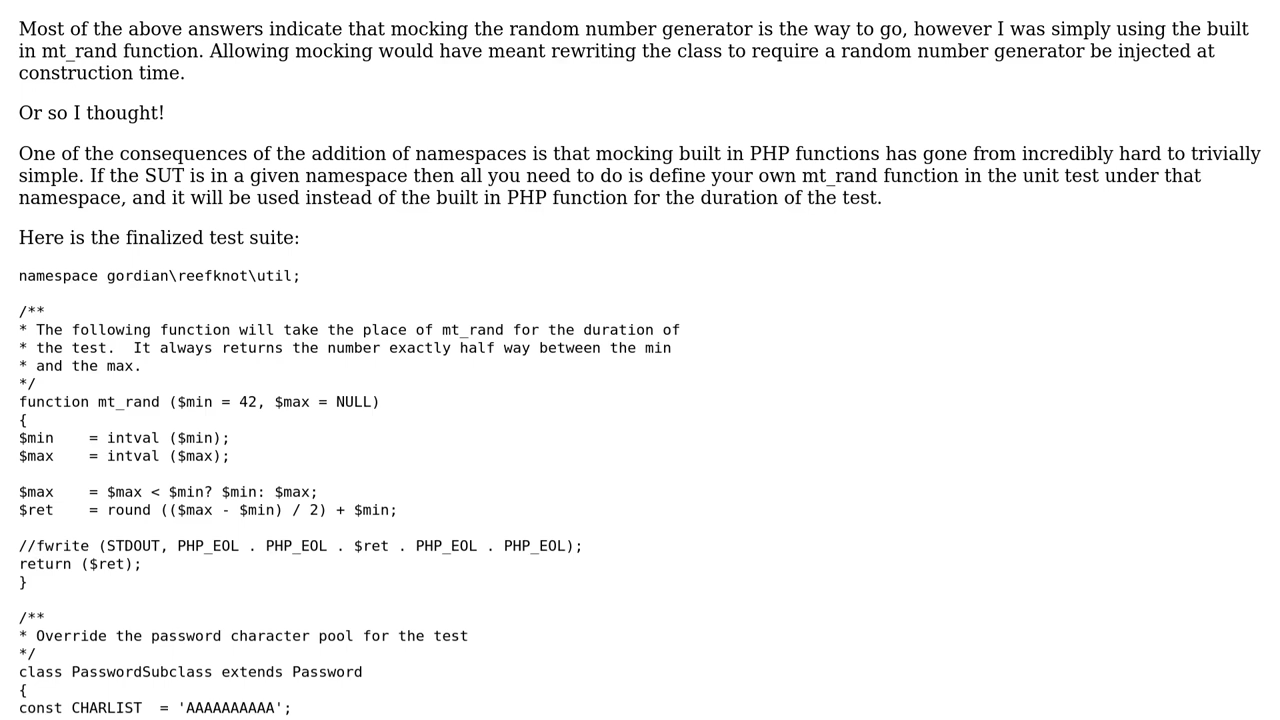 Most of the above answers indicate that mocking the random number generator is the way to go, however I was simply using the built
in mt_rand function. Allowing mocking would have meant rewriting the class to require a random number generator be injected at
construction time.
Or so I thought!
One of the consequences of the addition of namespaces is that mocking built in PHP functions has gone from incredibly hard to trivially
simple. If the SUT is in a given namespace then all you need to do is define your own mt_rand function in the unit test under that
namespace, and it will be used instead of the built in PHP function for the duration of the test.
Here is the finalized test suite:
namespace gordian\reefknot\util;
/**
* The following function will take the place of mt_rand for the duration of
* the test.  It always returns the number exactly half way between the min
* and the max.
*/
function mt_rand ($min = 42, $max = NULL)
{
$min    = intval ($min);
$max    = intval ($max);
$max    = $max < $min? $min: $max;
$ret    = round (($max - $min) / 2) + $min;
//fwrite (STDOUT, PHP_EOL . PHP_EOL . $ret . PHP_EOL . PHP_EOL);
return ($ret);
}
/**
* Override the password character pool for the test
*/
class PasswordSubclass extends Password
{
const CHARLIST  = 'AAAAAAAAAA';